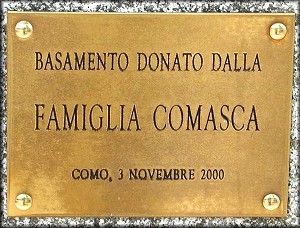 BASAMENTO DONATO DALLA
FAMIGLIA COMASCA
COMO, 3 NOVEMBRE 2000